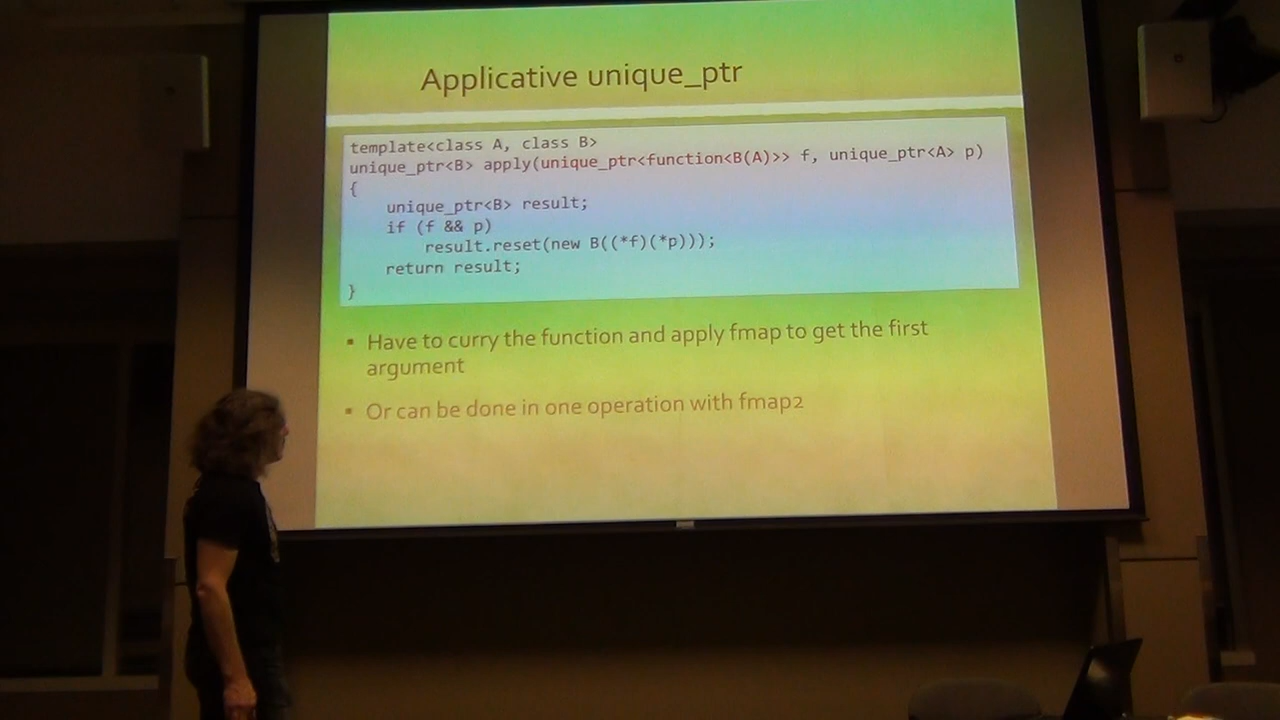 Applicative unique_ptr
template<class A, class B>
unique_ptr<B> apply(unique_ptr<function<B(A)>> f, unique_ptr<A> p)
{
    unique_ptr<B> result;
    if (f && p)
        result.reset(new B((*f)(*p)));
    return result;
}
▪ Have to curry the function and apply fmap to get the first
argument
▪ Or can be done in one operation with fmap2